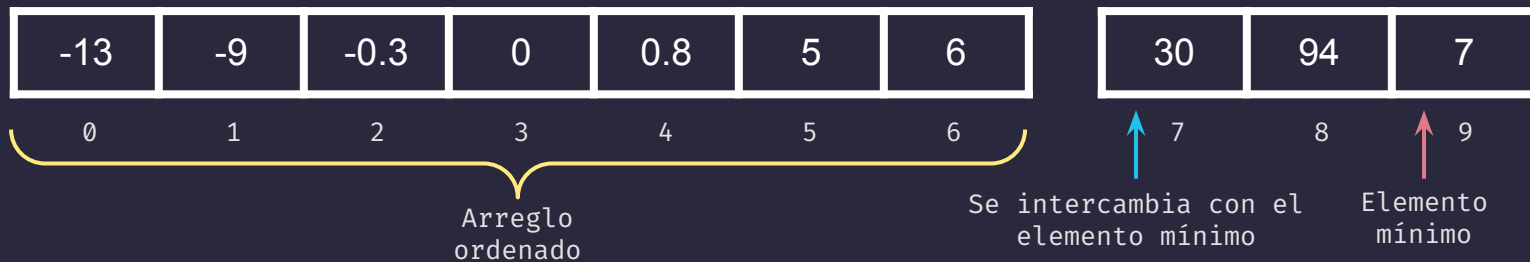 -13 -9 -0.3 0 0.8 5 6 30 94 7
0 1 2 3 4 5 6 7 8 9
Arreglo
ordenado
Se intercambia con el
elemento mínimo
Elemento
mínimo